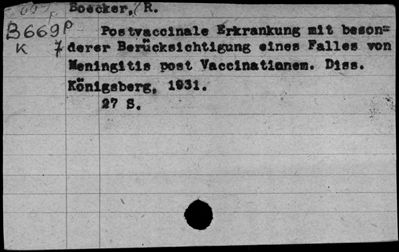 Boecker, R.
B669P
K 7
Postvaccinale Erkrankung mit beson=
derer Berücksichtigung eines Falles von
Meningitis post Vaccinationem. Diss.
Königsberg, 1931.
27 S.